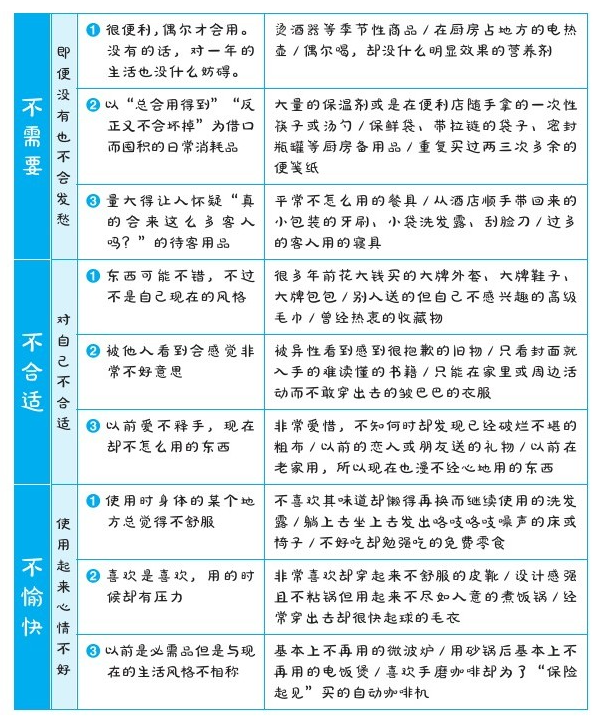 不需要
即便没有也不会发愁
❶ 很便利,偶尔才会用。
没有的话，对一年的
生活也没什么妨碍。
烫酒器等季节性商品/在厨房占地方的电热
壶/偶尔喝，却没什么明显效果的营养剂
❷ 以“总会用得到”“反
正又不会坏掉”为借口
而囤积的日常消耗品
大量的保温剂或是在便利店随手拿的一次性
筷子或汤勺/保鲜袋、带拉链的袋子、密封
瓶罐等厨房备用品/重复买过两三次多余的
便笺纸
❸ 量大得让人怀疑“真
的会来这么多客人
吗？”的待客用品
平常不怎么用的餐具/从酒店顺手带回来的
小包装的牙刷、小袋洗发露、刮脸刀/过多
的客人用的寝具
不合适
对自己不合适
❶ 东西可能不错，不过
不是自己现在的风格
很多年前花大钱买的大牌外套、大牌鞋子、
大牌包包/别人送的但自己不感兴趣的高级
毛巾/曾经热衷的收藏物
❷ 被他人看到会感觉非
常不好意思
被异性看到感到很抱歉的旧物/只看封面就
入手的难读懂的书籍/只能在家里或周边活
动而不敢穿出去的皱巴巴的衣服
❸ 以前爱不释手，现在
却不怎么用的东西
非常爱惜，不知何时却发现已经破烂不堪的
粗布/以前的恋人或朋友送的礼物/以前在
老家用，所以现在也漫不经心地用的东西
不愉快
使用起来心情不好
❶ 使用时身体的某个地
方总觉得不舒服
不喜欢其味道却懒得再换而继续使用的洗发
露/躺上去坐上去发出咯吱咯吱噪声的床或
椅子/不好吃却勉强吃的免费零食
❷ 喜欢是喜欢，用的时
候却有压力
非常喜欢却穿起来不舒服的皮靴/设计感强
且不粘锅但用起来不尽如人意的煮饭锅/经
常穿出去却很快起球的毛衣
❸ 以前是必需品但是与现
在的生活风格不相称
基本上不再用的微波炉/用砂锅后基本上不
再用的电饭煲/喜欢手磨咖啡却为了“保险
起见”买的自动咖啡机